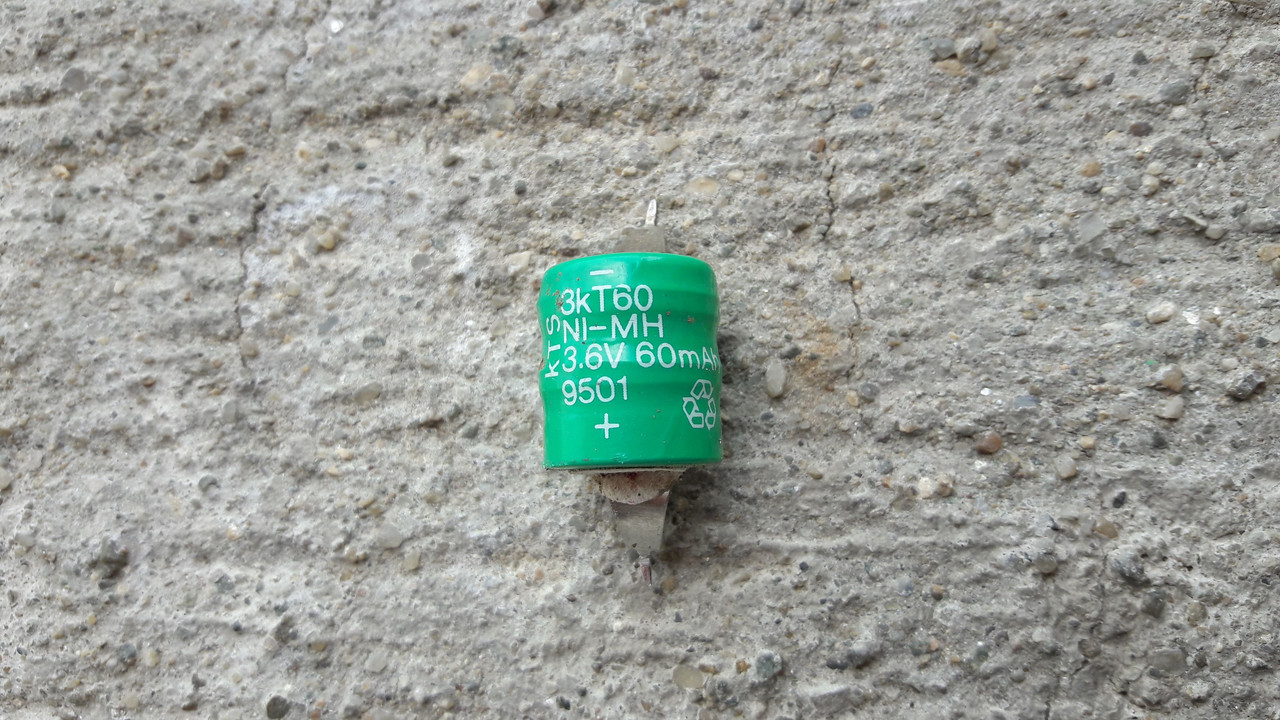 −
3kT60
NI-MH
3.6V 60mAh
9501
+
KTS